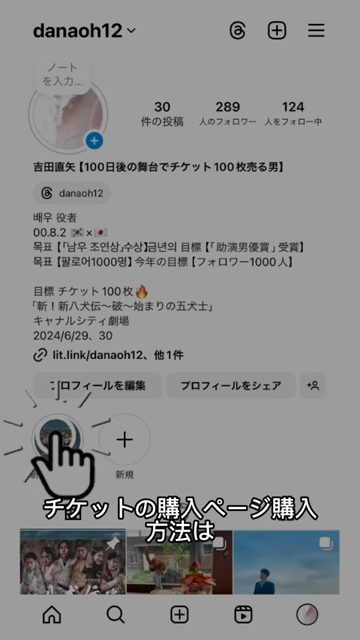 danaoh12
ノート
を入力...
30
289
124
件の投稿
人のフォロワー
人をフォロー中
吉田直矢【100日後の舞台でチケット100枚売る男】
danaoh12
배우 役者
00.8.2 🇰🇷×🇯🇵
목표 【「남우 조연상」수상】금년의 目標【「助演男優賞」受賞】
목표 【팔로어1000명】今年の目標【フォロワー1000人】
目標 チケット100枚🔥
「斬！新八犬伝〜破〜始まりの五犬士」
キャナルシティ劇場
2024/6/29、30
lit.link/danaoh12、他1件
プロフィールを編集
プロフィールをシェア
新規
チケットの購入ページ購入
方法は